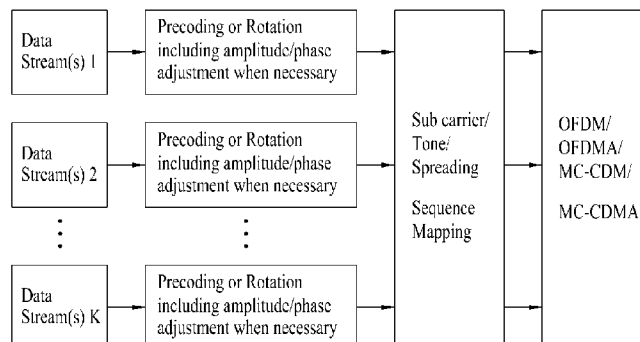 Data
Stream(s) 1
Precoding or Rotation
including amplitude/phase
adjustment when necessary
Data
Stream(s) 2
Precoding or Rotation
including amplitude/phase
adjustment when necessary
Data
Stream(s) K
Precoding or Rotation
including amplitude/phase
adjustment when necessary
Sub carrier/
Tone/
Spreading
Sequence
Mapping
OFDM/
OFDMA/
MC-CDM/
MC-CDMA